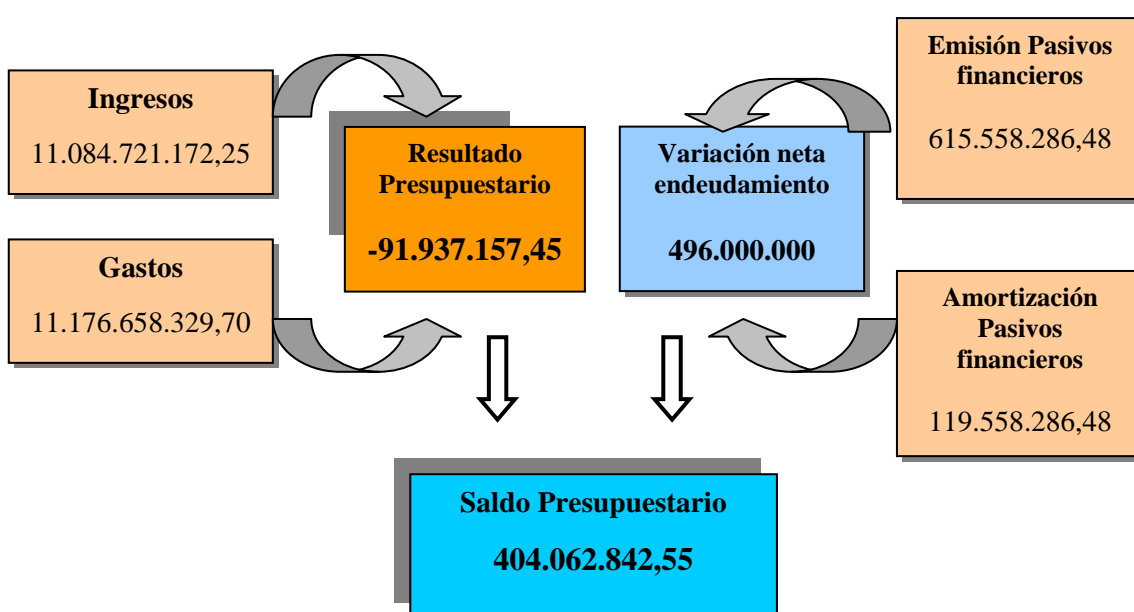 Ingresos
11.084.721.172,25
Gastos
11.176.658.329,70
Resultado
Presupuestario
-91.937.157,45
Variación neta
endeudamiento
496.000.000
Emisión Pasivos
financieros
615.558.286,48
Amortización
Pasivos
financieros
119.558.286,48
Saldo Presupuestario
404.062.842,55